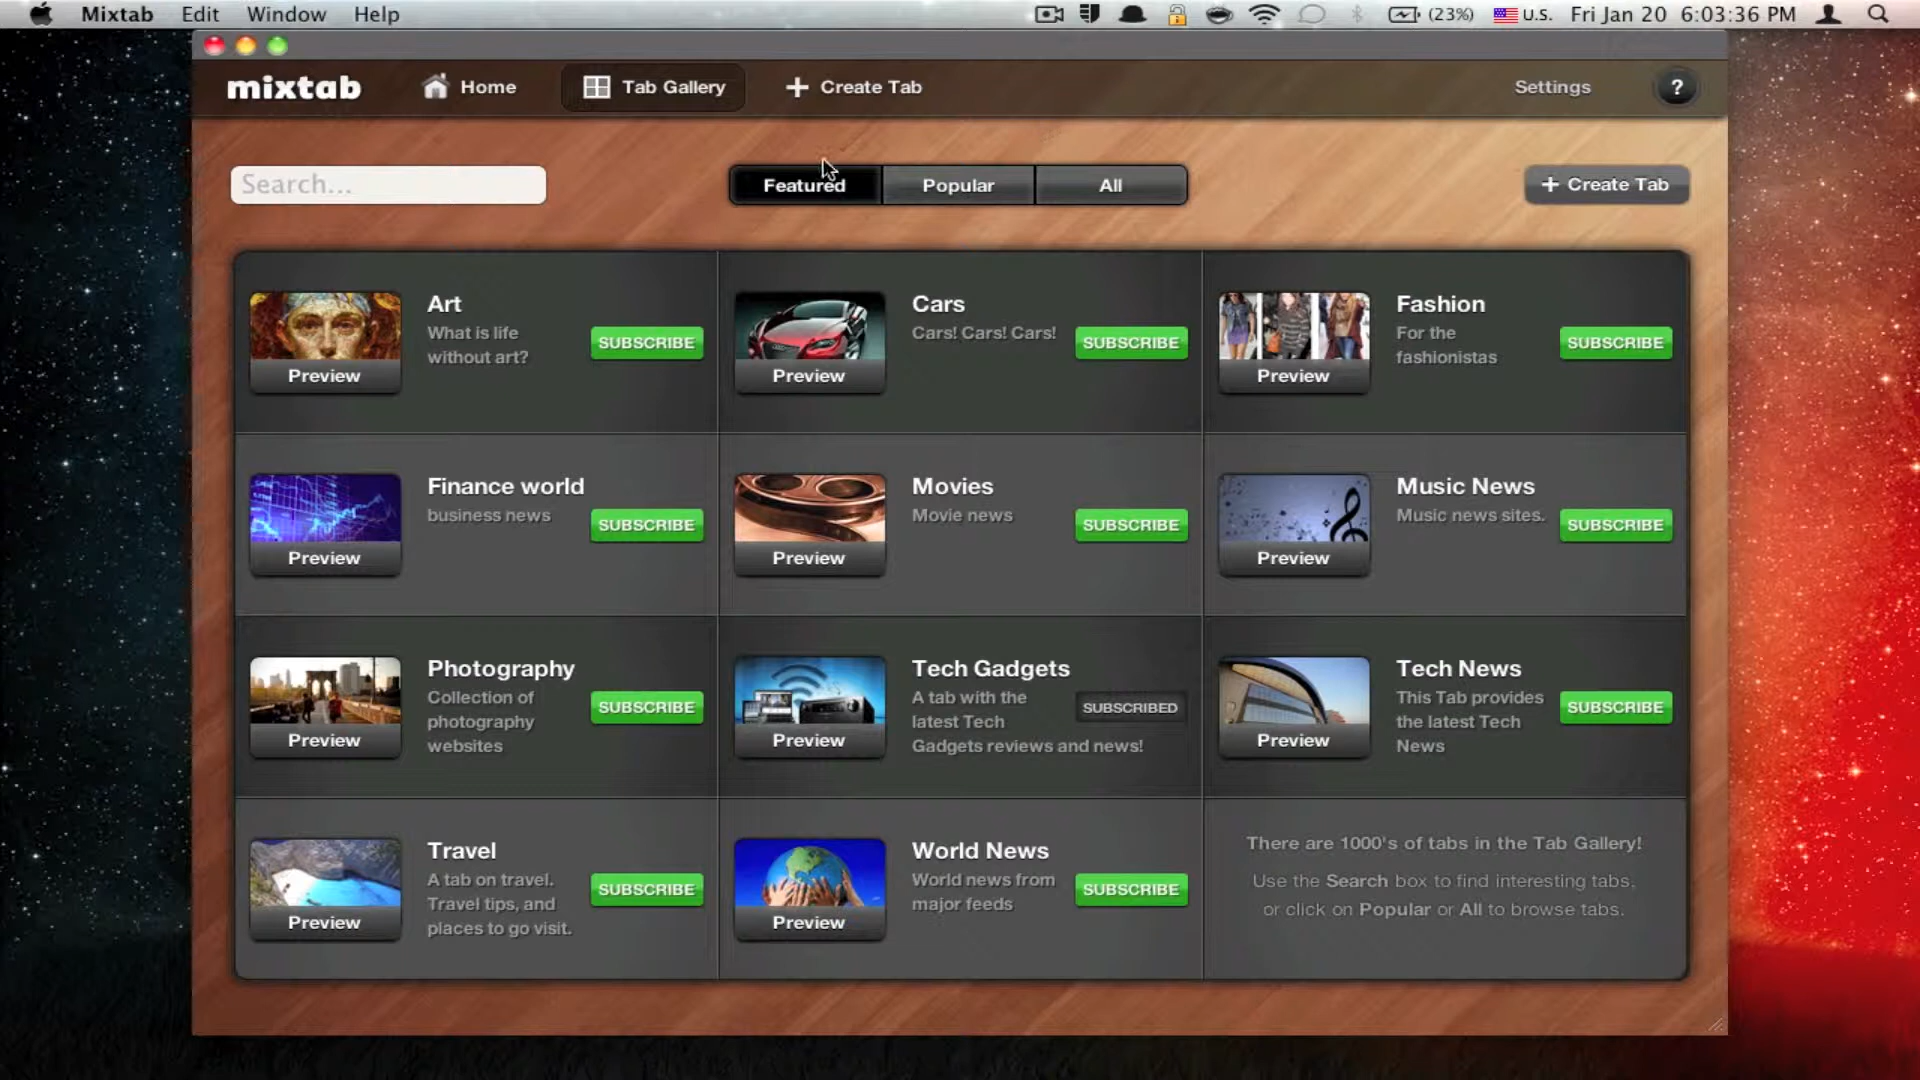 Mixtab Edit Window Help (23%) U.S. Fri Jan 20 6:03:36 PM
mixtab Home Tab Gallery Create Tab Settings ?
Search... Featured Popular All + Create Tab
Art
What is life
without art?
SUBSCRIBE
Preview
Cars
Cars! Cars! Cars!
SUBSCRIBE
Preview
Fashion
For the
fashionistas
SUBSCRIBE
Preview
Finance world
business news
SUBSCRIBE
Preview
Movies
Movie news
SUBSCRIBE
Preview
Music News
Music news sites.
SUBSCRIBE
Preview
Photography
Collection of
photography
websites
SUBSCRIBE
Preview
Tech Gadgets
A tab with the
latest Tech
Gadgets reviews and news!
SUBSCRIBED
Preview
Tech News
This Tab provides
the latest Tech
News
SUBSCRIBE
Preview
Travel
A tab on travel.
Travel tips, and
places to go visit.
SUBSCRIBE
Preview
World News
World news from
major feeds
SUBSCRIBE
Preview
There are 1000's of tabs in the Tab Gallery!
Use the Search box to find interesting tabs,
or click on Popular or All to browse tabs.